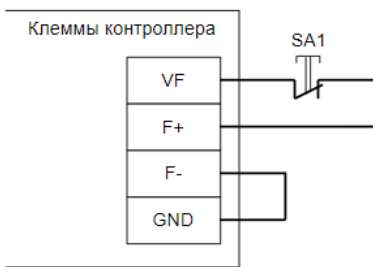 Клеммы контроллера
SA1
VF
F+
F-
GND